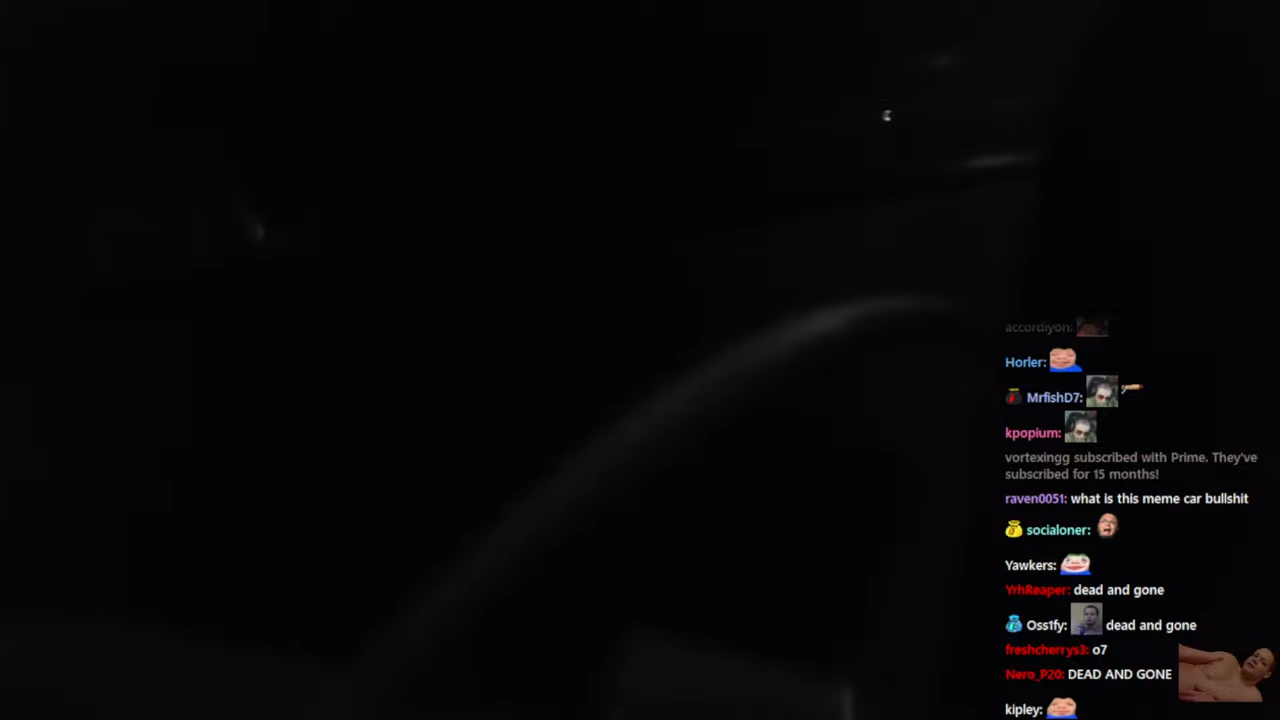 accordiyon:
Horler:
MrfishD7:
kpopium:
vortexingg subscribed with Prime. They've
subscribed for 15 months!
raven0051: what is this meme car bullshit
socialoner:
Yawkers:
YrhReaper: dead and gone
Oss1fy: dead and gone
freshcherrys3: o7
Nero_P20: DEAD AND GONE
kipley: